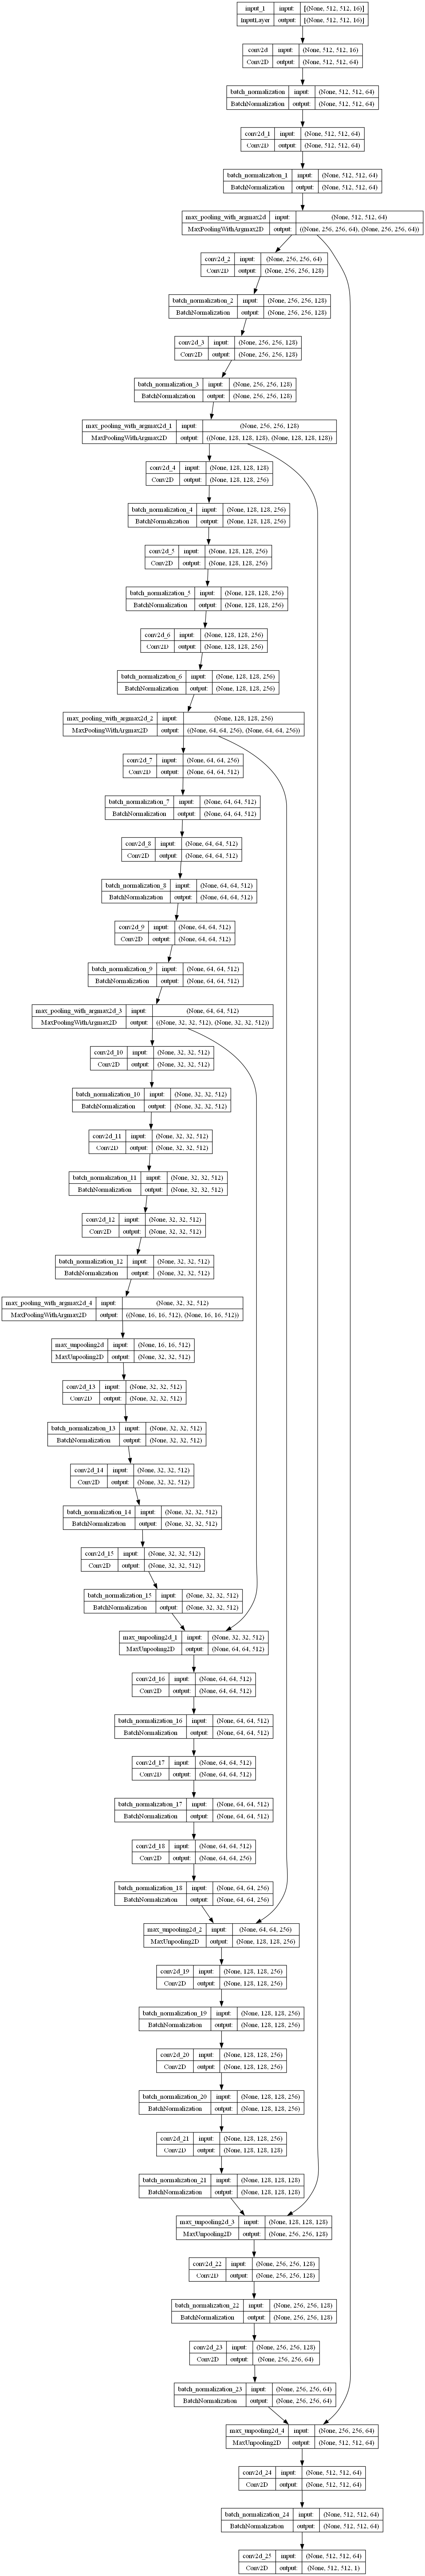 input_1 input: [(None, 512, 512, 16)]
InputLayer output: [(None, 512, 512, 16)]
conv2d input: (None, 512, 512, 16)
Conv2D output: (None, 512, 512, 64)
batch_normalization input: (None, 512, 512, 64)
BatchNormalization output: (None, 512, 512, 64)
conv2d_1 input: (None, 512, 512, 64)
Conv2D output: (None, 512, 512, 64)
batch_normalization_1 input: (None, 512, 512, 64)
BatchNormalization output: (None, 512, 512, 64)
max_pooling_with_argmax2d input: (None, 512, 512, 64)
MaxPoolingWithArgmax2D output: ((None, 256, 256, 64), (None, 256, 256, 64))
conv2d_2 input: (None, 256, 256, 64)
Conv2D output: (None, 256, 256, 128)
batch_normalization_2 input: (None, 256, 256, 128)
BatchNormalization output: (None, 256, 256, 128)
conv2d_3 input: (None, 256, 256, 128)
Conv2D output: (None, 256, 256, 128)
batch_normalization_3 input: (None, 256, 256, 128)
BatchNormalization output: (None, 256, 256, 128)
max_pooling_with_argmax2d_1 input: (None, 256, 256, 128)
MaxPoolingWithArgmax2D output: ((None, 128, 128, 128), (None, 128, 128, 128))
conv2d_4 input: (None, 128, 128, 128)
Conv2D output: (None, 128, 128, 256)
batch_normalization_4 input: (None, 128, 128, 256)
BatchNormalization output: (None, 128, 128, 256)
conv2d_5 input: (None, 128, 128, 256)
Conv2D output: (None, 128, 128, 256)
batch_normalization_5 input: (None, 128, 128, 256)
BatchNormalization output: (None, 128, 128, 256)
conv2d_6 input: (None, 128, 128, 256)
Conv2D output: (None, 128, 128, 256)
batch_normalization_6 input: (None, 128, 128, 256)
BatchNormalization output: (None, 128, 128, 256)
max_pooling_with_argmax2d_2 input: (None, 128, 128, 256)
MaxPoolingWithArgmax2D output: ((None, 64, 64, 256), (None, 64, 64, 256))
conv2d_7 input: (None, 64, 64, 256)
Conv2D output: (None, 64, 64, 512)
batch_normalization_7 input: (None, 64, 64, 512)
BatchNormalization output: (None, 64, 64, 512)
conv2d_8 input: (None, 64, 64, 512)
Conv2D output: (None, 64, 64, 512)
batch_normalization_8 input: (None, 64, 64, 512)
BatchNormalization output: (None, 64, 64, 512)
conv2d_9 input: (None, 64, 64, 512)
Conv2D output: (None, 64, 64, 512)
batch_normalization_9 input: (None, 64, 64, 512)
BatchNormalization output: (None, 64, 64, 512)
max_pooling_with_argmax2d_3 input: (None, 64, 64, 512)
MaxPoolingWithArgmax2D output: ((None, 32, 32, 512), (None, 32, 32, 512))
conv2d_10 input: (None, 32, 32, 512)
Conv2D output: (None, 32, 32, 512)
batch_normalization_10 input: (None, 32, 32, 512)
BatchNormalization output: (None, 32, 32, 512)
conv2d_11 input: (None, 32, 32, 512)
Conv2D output: (None, 32, 32, 512)
batch_normalization_11 input: (None, 32, 32, 512)
BatchNormalization output: (None, 32, 32, 512)
conv2d_12 input: (None, 32, 32, 512)
Conv2D output: (None, 32, 32, 512)
batch_normalization_12 input: (None, 32, 32, 512)
BatchNormalization output: (None, 32, 32, 512)
max_pooling_with_argmax2d_4 input: (None, 32, 32, 512)
MaxPoolingWithArgmax2D output: ((None, 16, 16, 512), (None, 16, 16, 512))
max_unpooling2d input: (None, 16, 16, 512)
MaxUnpooling2D output: (None, 32, 32, 512)
conv2d_13 input: (None, 32, 32, 512)
Conv2D output: (None, 32, 32, 512)
batch_normalization_13 input: (None, 32, 32, 512)
BatchNormalization output: (None, 32, 32, 512)
conv2d_14 input: (None, 32, 32, 512)
Conv2D output: (None, 32, 32, 512)
batch_normalization_14 input: (None, 32, 32, 512)
BatchNormalization output: (None, 32, 32, 512)
conv2d_15 input: (None, 32, 32, 512)
Conv2D output: (None, 32, 32, 512)
batch_normalization_15 input: (None, 32, 32, 512)
BatchNormalization output: (None, 32, 32, 512)
max_unpooling2d_1 input: (None, 32, 32, 512)
MaxUnpooling2D output: (None, 64, 64, 512)
conv2d_16 input: (None, 64, 64, 512)
Conv2D output: (None, 64, 64, 512)
batch_normalization_16 input: (None, 64, 64, 512)
BatchNormalization output: (None, 64, 64, 512)
conv2d_17 input: (None, 64, 64, 512)
Conv2D output: (None, 64, 64, 512)
batch_normalization_17 input: (None, 64, 64, 512)
BatchNormalization output: (None, 64, 64, 512)
conv2d_18 input: (None, 64, 64, 512)
Conv2D output: (None, 64, 64, 256)
batch_normalization_18 input: (None, 64, 64, 256)
BatchNormalization output: (None, 64, 64, 256)
max_unpooling2d_2 input: (None, 64, 64, 256)
MaxUnpooling2D output: (None, 128, 128, 256)
conv2d_19 input: (None, 128, 128, 256)
Conv2D output: (None, 128, 128, 256)
batch_normalization_19 input: (None, 128, 128, 256)
BatchNormalization output: (None, 128, 128, 256)
conv2d_20 input: (None, 128, 128, 256)
Conv2D output: (None, 128, 128, 256)
batch_normalization_20 input: (None, 128, 128, 256)
BatchNormalization output: (None, 128, 128, 256)
conv2d_21 input: (None, 128, 128, 256)
Conv2D output: (None, 128, 128, 128)
batch_normalization_21 input: (None, 128, 128, 128)
BatchNormalization output: (None, 128, 128, 128)
max_unpooling2d_3 input: (None, 128, 128, 128)
MaxUnpooling2D output: (None, 256, 256, 128)
conv2d_22 input: (None, 256, 256, 128)
Conv2D output: (None, 256, 256, 128)
batch_normalization_22 input: (None, 256, 256, 128)
BatchNormalization output: (None, 256, 256, 128)
conv2d_23 input: (None, 256, 256, 128)
Conv2D output: (None, 256, 256, 64)
batch_normalization_23 input: (None, 256, 256, 64)
BatchNormalization output: (None, 256, 256, 64)
max_unpooling2d_4 input: (None, 256, 256, 64)
MaxUnpooling2D output: (None, 512, 512, 64)
conv2d_24 input: (None, 512, 512, 64)
Conv2D output: (None, 512, 512, 64)
batch_normalization_24 input: (None, 512, 512, 64)
BatchNormalization output: (None, 512, 512, 64)
conv2d_25 input: (None, 512, 512, 64)
Conv2D output: (None, 512, 512, 1)